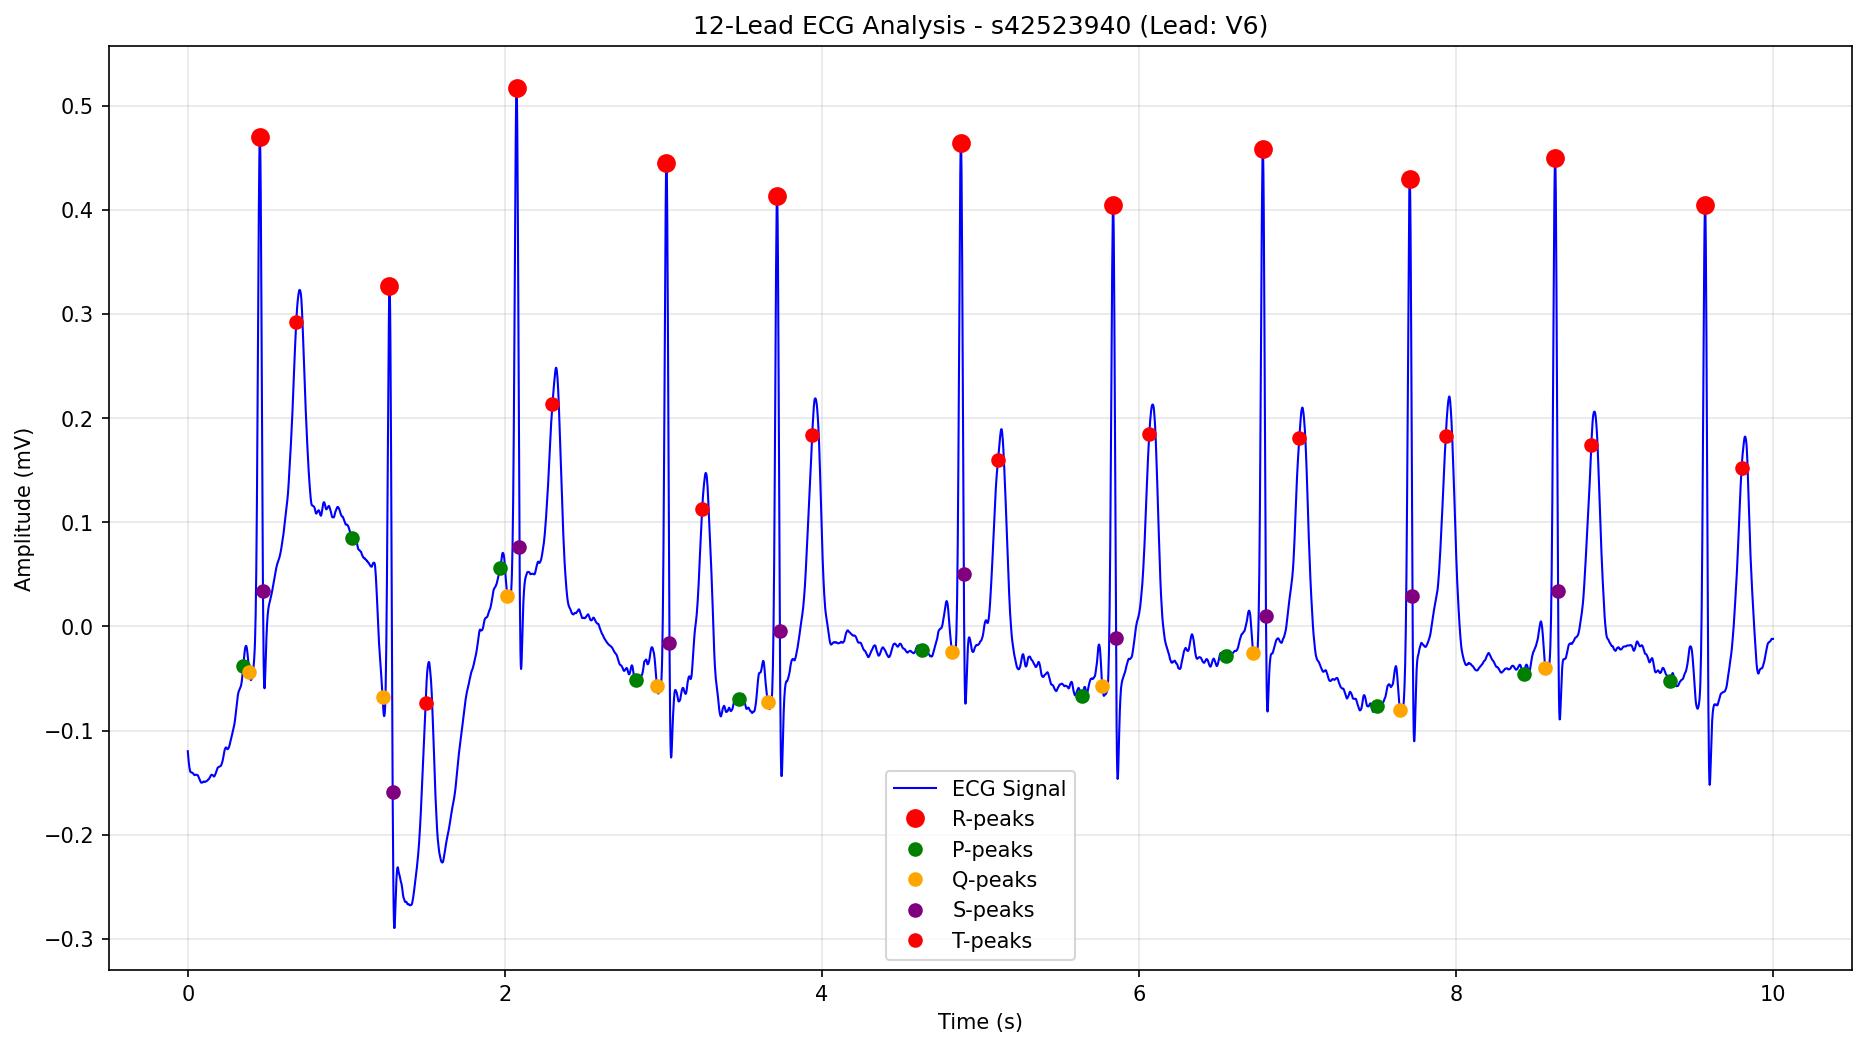 12-Lead ECG Analysis - s42523940 (Lead: V6)
Amplitude (mV)
0.5
0.4
0.3
0.2
0.1
0.0
−0.1
−0.2
−0.3
ECG Signal
R-peaks
P-peaks
Q-peaks
S-peaks
T-peaks
0 2 4 6 8 10
Time (s)